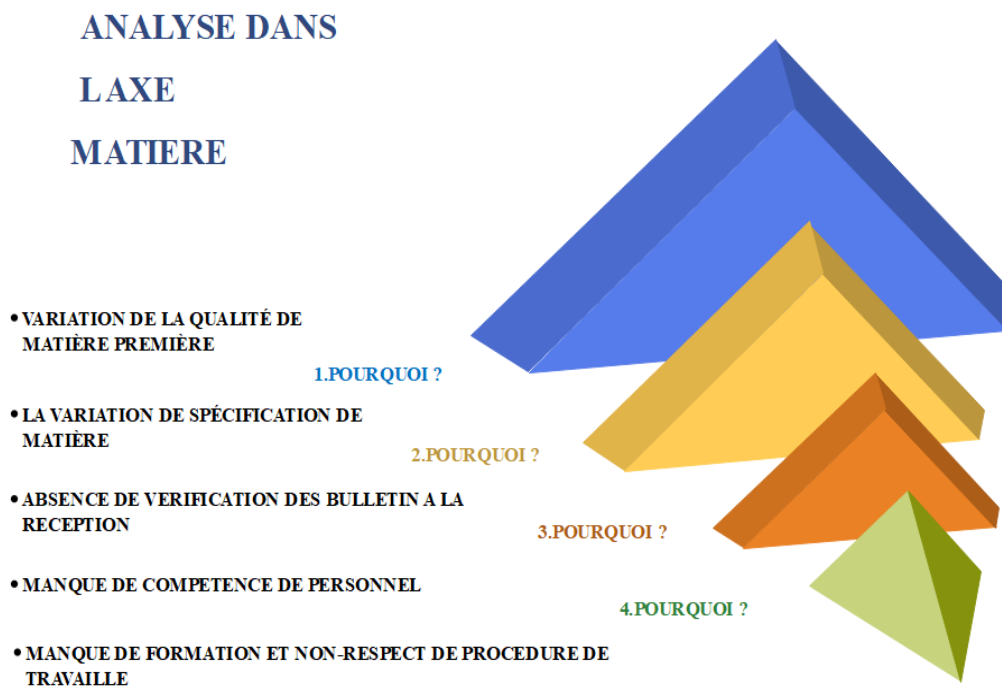 ANALYSE DANS
L AXE
MATIERE
• VARIATION DE LA QUALITÉ DE
MATIÈRE PREMIÈRE
1.POURQUOI ?
• LA VARIATION DE SPÉCIFICATION DE
MATIÈRE
2.POURQUOI ?
• ABSENCE DE VERIFICATION DES BULLETIN A LA
RECEPTION
3.POURQUOI ?
• MANQUE DE COMPETENCE DE PERSONNEL
4.POURQUOI ?
• MANQUE DE FORMATION ET NON-RESPECT DE PROCEDURE DE
TRAVAILLE